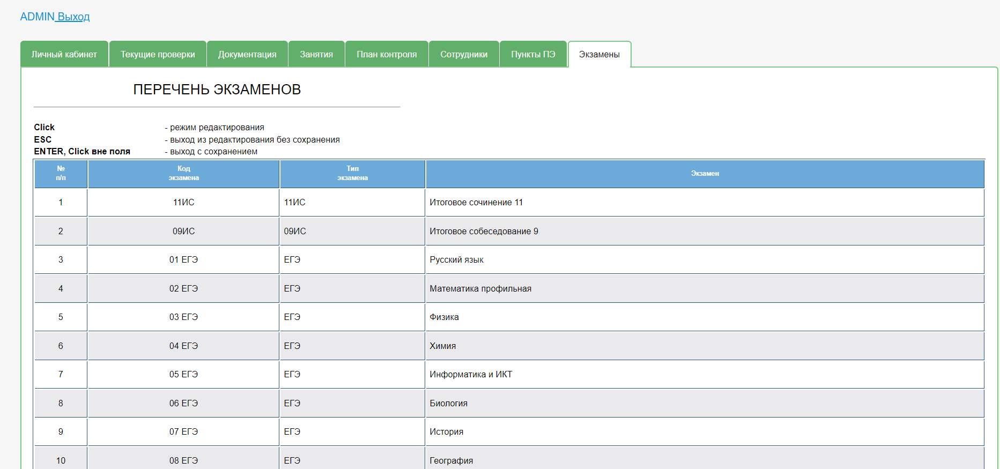 ADMIN Выход
Личный кабинет Текущие проверки Документация Занятия План контроля Сотрудники Пункты ПЭ Экзамены
ПЕРЕЧЕНЬ ЭКЗАМЕНОВ
Click - режим редактирования
ESC - выход из редактирования без сохранения
ENTER, Click вне поля - выход с сохранением
№ п/п Код экзамена Тип экзамена Экзамен
1 11ИС 11ИС Итоговое сочинение 11
2 09ИС 09ИС Итоговое собеседование 9
3 01 ЕГЭ ЕГЭ Русский язык
4 02 ЕГЭ ЕГЭ Математика профильная
5 03 ЕГЭ ЕГЭ Физика
6 04 ЕГЭ ЕГЭ Химия
7 05 ЕГЭ ЕГЭ Информатика и ИКТ
8 06 ЕГЭ ЕГЭ Биология
9 07 ЕГЭ ЕГЭ История
10 08 ЕГЭ ЕГЭ География